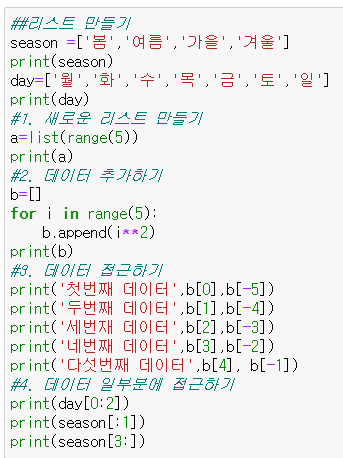 ##리스트 만들기
season =['봄','여름','가을','겨울']
print(season)
day=['월','화','수','목','금','토','일']
print(day)
#1. 새로운 리스트 만들기
a=list(range(5))
print(a)
#2. 데이터 추가하기
b=[]
for i in range(5):
    b.append(i**2)
print(b)
#3. 데이터 접근하기
print('첫번째 데이터',b[0],b[-5])
print('두번째 데이터',b[1],b[-4])
print('세번재 데이터',b[2],b[-3])
print('네번째 데이터',b[3],b[-2])
print('다섯번째 데이터',b[4], b[-1])
#4. 데이터 일부분에 접근하기
print(day[0:2])
print(season[:1])
print(season[3:])